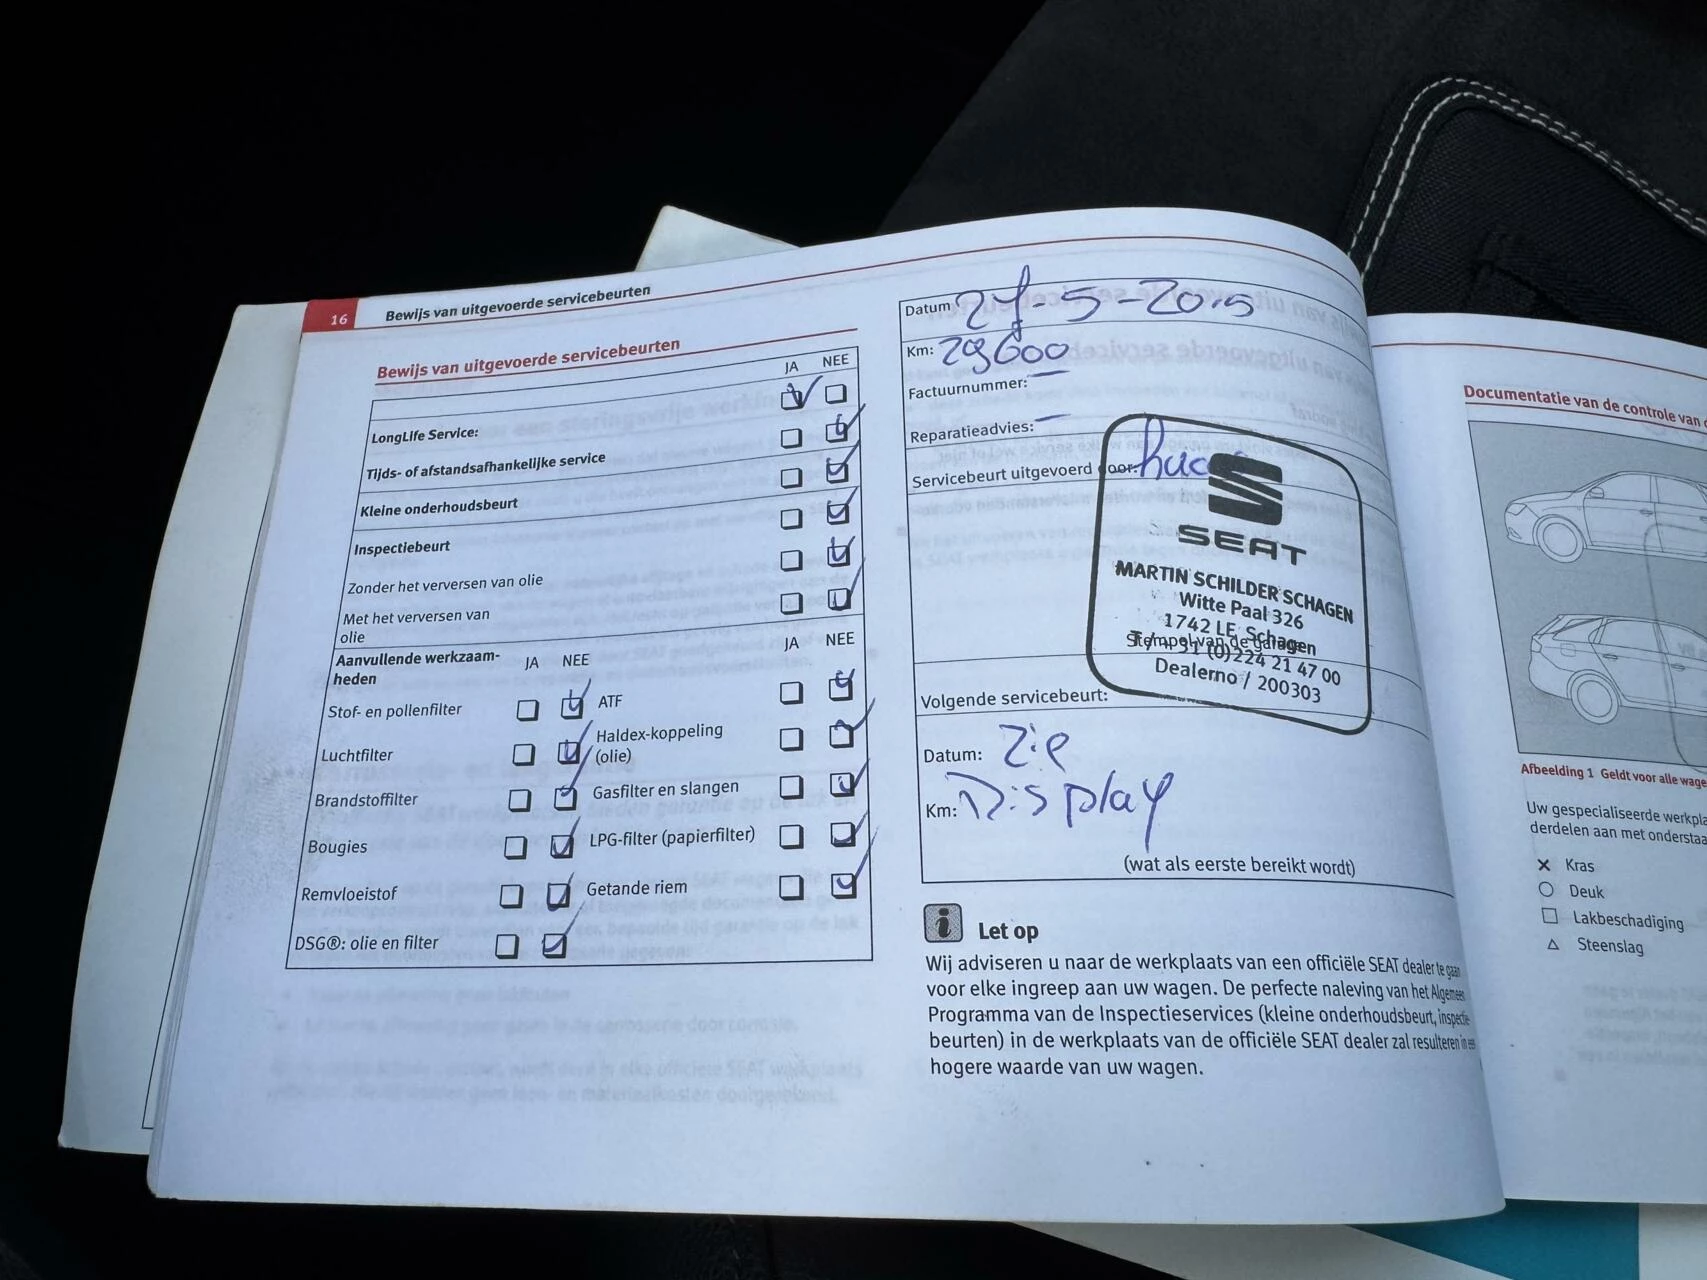 16 Bewijs van uitgevoerde servicebeurten
Bewijs van uitgevoerde servicebeurten
JA NEE
LongLife Service:
Tijds- of afstandsafhankelijke service
Kleine onderhoudsbeurt
Inspectiebeurt
Zonder het verversen van olie
Met het verversen van
olie
JA NEE
Aanvullende werkzaam-
heden
JA NEE
Stof- en pollenfilter
ATF
Luchtfilter
Haldex-koppeling
(olie)
Brandstoffilter
Gasfilter en slangen
Bougies
LPG-filter (papierfilter)
Remvloeistof
Getande riem
DSG®: olie en filter
Datum
-5-2015
Km: 29600
Factuurnummer: —
Reparatieadvies: —
Servicebeurt uitgevoerd door:
SEAT
MARTIN SCHILDER SCHAGEN
Witte Paal 326
1742 LE Schagen
Stempel van de garage
T / +31 (0)224 21 47 00
Dealerno / 200303
Volgende servicebeurt:
Datum: Zie
Km: Display
(wat als eerste bereikt wordt)
i Let op
Wij adviseren u naar de werkplaats van een officiële SEAT dealer te gaan
voor elke ingreep aan uw wagen. De perfecte naleving van het Algemeen
Programma van de Inspectieservices (kleine onderhoudsbeurt, inspectie-
beurten) in de werkplaats van de officiële SEAT dealer zal resulteren in een
hogere waarde van uw wagen.
Documentatie van de controle van
Afbeelding 1 Geldt voor alle wage
Uw gespecialiseerde werkpla
derdelen aan met onderstaa
Kras
Deuk
Lakbeschadiging
Steenslag